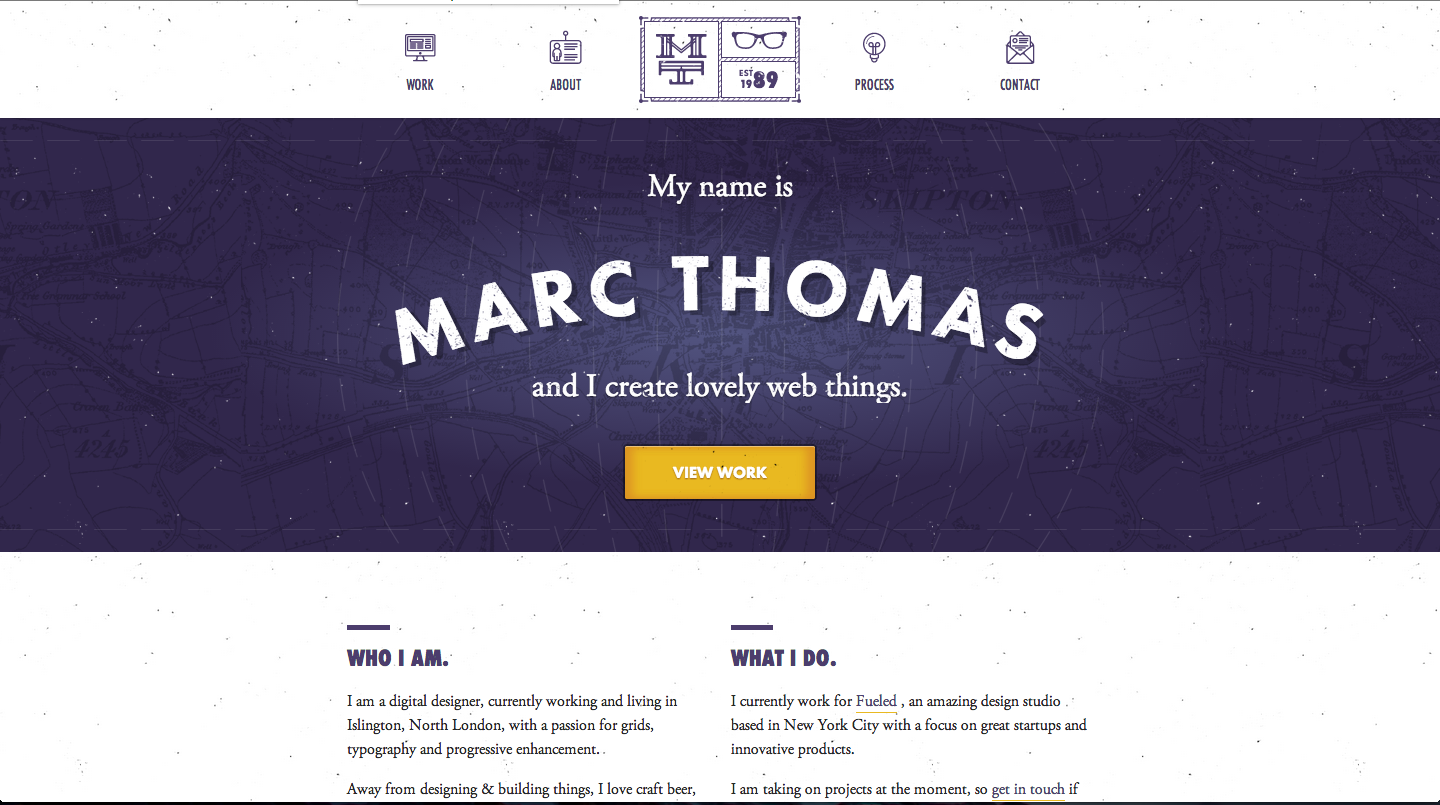 WORK
ABOUT
MT
EST
1989
PROCESS
CONTACT
My name is
SKIPTON
MARC THOMAS
and I create lovely web things.
4245
4245
VIEW WORK
WHO I AM.
I am a digital designer, currently working and living in
Islington, North London, with a passion for grids,
typography and progressive enhancement.
Away from designing & building things, I love craft beer,
WHAT I DO.
I currently work for Fueled , an amazing design studio
based in New York City with a focus on great startups and
innovative products.
I am taking on projects at the moment, so get in touch if